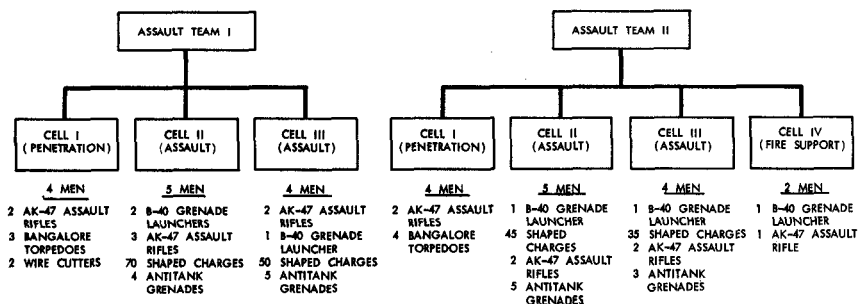 ASSAULT TEAM I
CELL I
(PENETRATION)
4 MEN
2 AK-47 ASSAULT
RIFLES
3 BANGALORE
TORPEDOES
2 WIRE CUTTERS
CELL II
(ASSAULT)
5 MEN
2 B-40 GRENADE
LAUNCHERS
3 AK-47 ASSAULT
RIFLES
70 SHAPED CHARGES
4 ANTITANK
GRENADES
CELL III
(ASSAULT)
4 MEN
2 AK-47 ASSAULT
RIFLES
1 B-40 GRENADE
LAUNCHER
50 SHAPED CHARGES
5 ANTITANK
GRENADES
ASSAULT TEAM II
CELL I
(PENETRATION)
4 MEN
2 AK-47 ASSAULT
RIFLES
4 BANGALORE
TORPEDOES
CELL II
(ASSAULT)
5 MEN
1 B-40 GRENADE
LAUNCHER
45 SHAPED
CHARGES
2 AK-47 ASSAULT
RIFLES
5 ANTITANK
GRENADES
CELL III
(ASSAULT)
4 MEN
1 B-40 GRENADE
LAUNCHER
35 SHAPED CHARGES
2 AK-47 ASSAULT
RIFLES
3 ANTITANK
GRENADES
CELL IV
(FIRE SUPPORT)
2 MEN
1 B-40 GRENADE
LAUNCHER
1 AK-47 ASSAULT
RIFLE